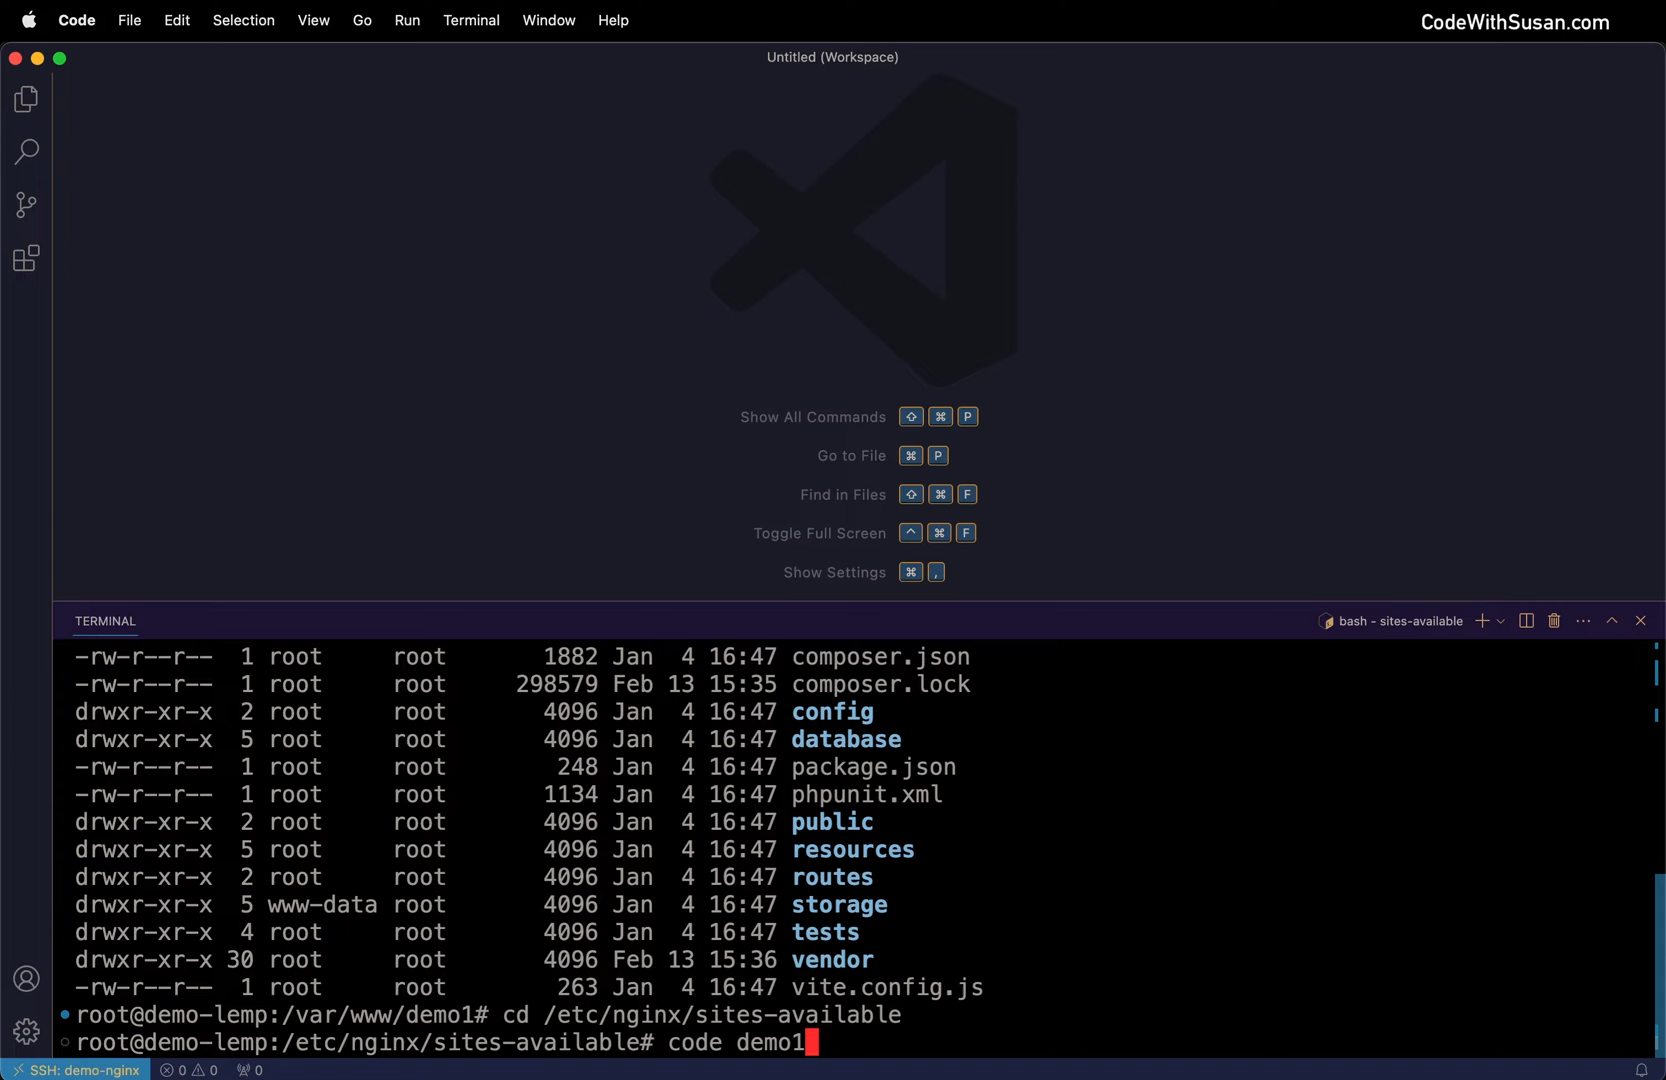 Code File Edit Selection View Go Run Terminal Window Help CodeWithSusan.com
Untitled (Workspace)
Show All Commands ⇧ ⌘ P
Go to File ⌘ P
Find in Files ⇧ ⌘ F
Toggle Full Screen ^ ⌘ F
Show Settings ⌘ ,
TERMINAL bash - sites-available
-rw-r--r-- 1 root root 1882 Jan 4 16:47 composer.json
-rw-r--r-- 1 root root 298579 Feb 13 15:35 composer.lock
drwxr-xr-x 2 root root 4096 Jan 4 16:47 config
drwxr-xr-x 5 root root 4096 Jan 4 16:47 database
-rw-r--r-- 1 root root 248 Jan 4 16:47 package.json
-rw-r--r-- 1 root root 1134 Jan 4 16:47 phpunit.xml
drwxr-xr-x 2 root root 4096 Jan 4 16:47 public
drwxr-xr-x 5 root root 4096 Jan 4 16:47 resources
drwxr-xr-x 2 root root 4096 Jan 4 16:47 routes
drwxr-xr-x 5 www-data root 4096 Jan 4 16:47 storage
drwxr-xr-x 4 root root 4096 Jan 4 16:47 tests
drwxr-xr-x 30 root root 4096 Feb 13 15:36 vendor
-rw-r--r-- 1 root root 263 Jan 4 16:47 vite.config.js
root@demo-lemp:/var/www/demo1# cd /etc/nginx/sites-available
root@demo-lemp:/etc/nginx/sites-available# code demo1
SSH: demo-nginx 0 0 0